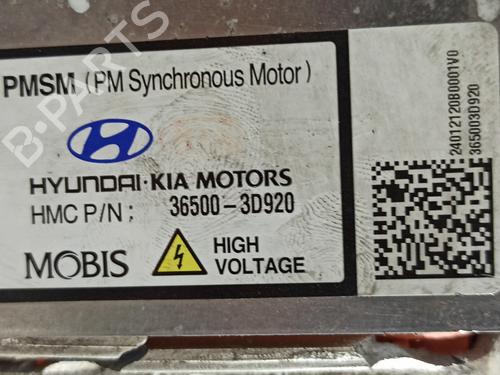 PMSM (PM Synchronous Motor)
HYUNDAI·KIA MOTORS
HMC P/N ; 36500-3D920
MOBIS
HIGH
VOLTAGE
24012120B0001V0
365003D920
B-PARTS